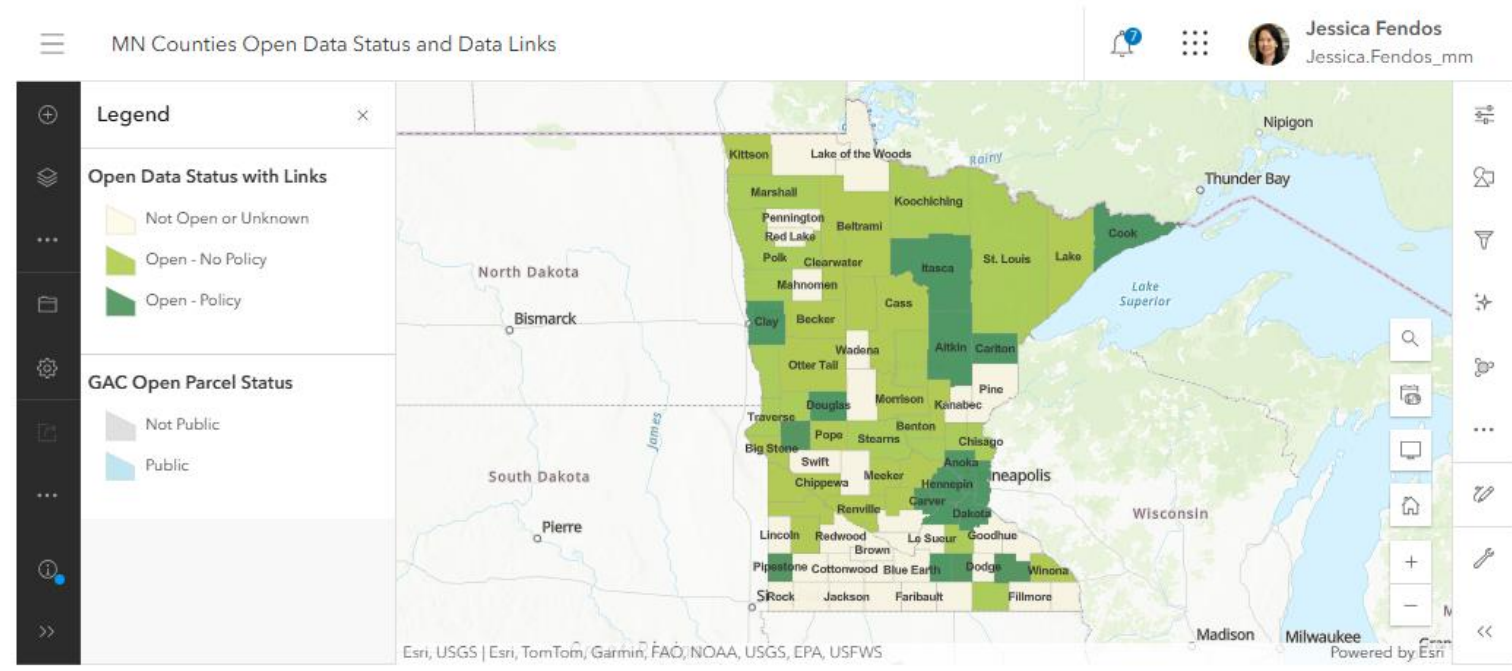 MN Counties Open Data Status and Data Links
7
Jessica Fendos
Jessica.Fendos_mm
Legend
Open Data Status with Links
Not Open or Unknown
Open - No Policy
Open - Policy
GAC Open Parcel Status
Not Public
Public
Nipigon
Kittson
Lake of the Woods
Rainy
Thunder Bay
Marshall
Koochiching
Pennington
Beltrami
Red Lake
Cook
Polk
Clearwater
Itasca
St. Louis
Lake
North Dakota
Mahnomen
Lake
Superior
Cass
Bismarck
Clay
Becker
Wadena
Aitkin
Carlton
Otter Tail
Pine
Douglas
Morrison
Kanabec
Traverse
James
Benton
Big Stone
Pope
Stearns
Chisago
Swift
Anoka
South Dakota
Chippewa
Meeker
Hennepin
neapolis
Carver
Renville
Dakota
Wisconsin
Pierre
Lincoln
Redwood
Le Sueur
Goodhue
Brown
Pipestone
Cottonwood
Blue Earth
Dodge
Winona
Rock
Jackson
Faribault
Fillmore
Madison
Milwaukee
Esri, USGS | Esri, TomTom, Garmin, FAO, NOAA, USGS, EPA, USFWS
Powered by Esri